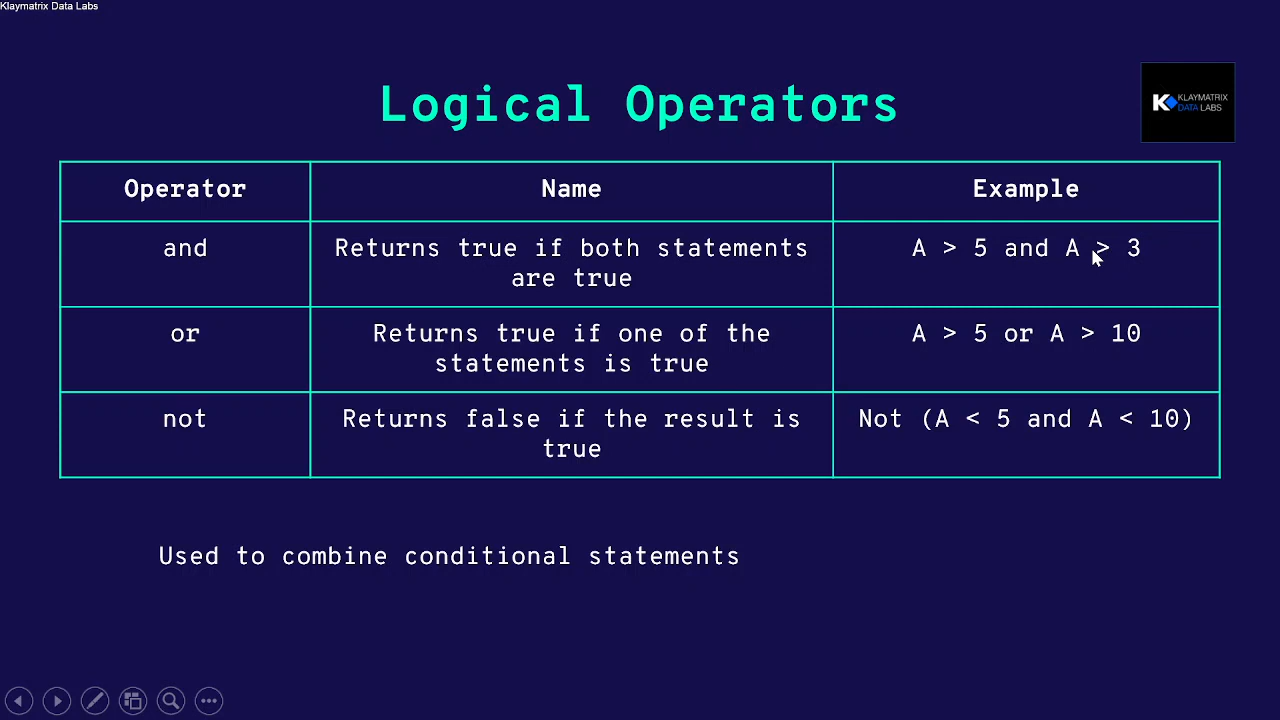 Klaymatrix Data Labs
Logical Operators
KLAYMATRIX
DATA LABS
Operator
Name
Example
and
Returns true if both statements
are true
A > 5 and A > 3
or
Returns true if one of the
statements is true
A > 5 or A > 10
not
Returns false if the result is
true
Not (A < 5 and A < 10)
Used to combine conditional statements